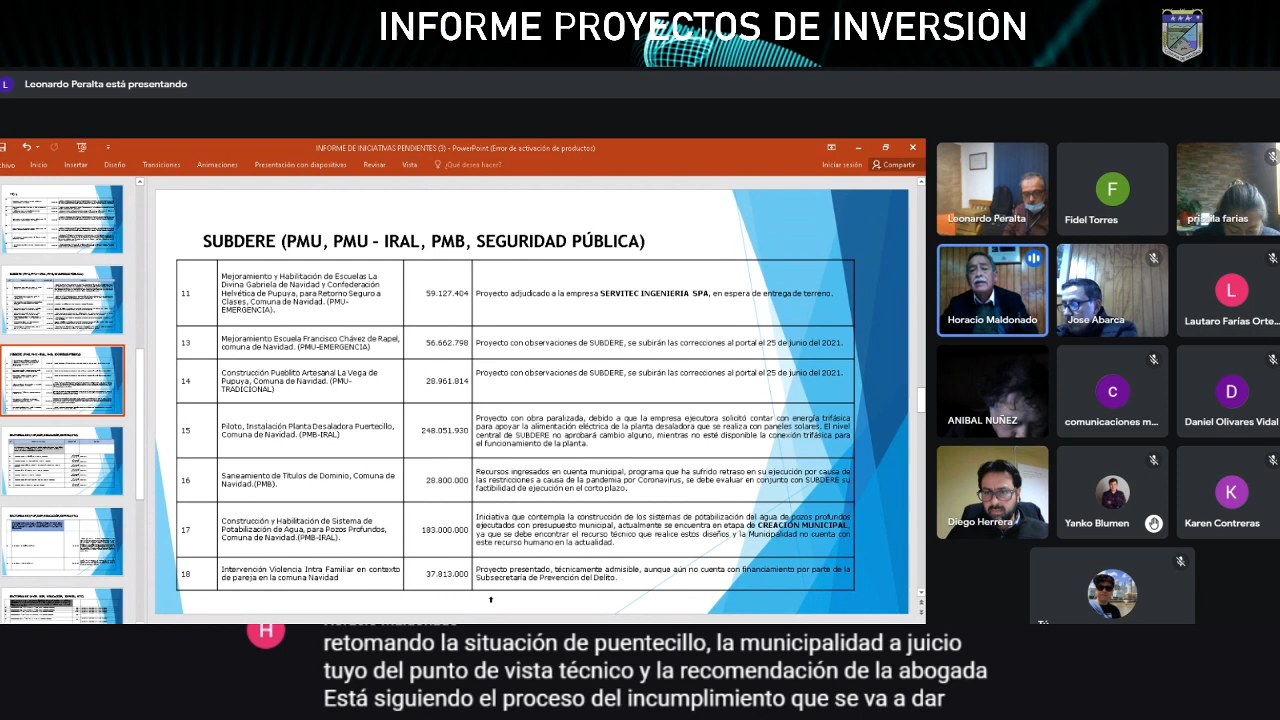 INFORME PROYECTOS DE INVERSIÓN
L Leonardo Peralta está presentando
INFORME DE INICIATIVAS PENDIENTES (3) - PowerPoint (Error de activación de productos)
chivo Inicio Insertar Diseño Transiciones Animaciones Presentación con diapositivas Revisar Vista ¿Qué desea hacer? Iniciar sesión Compartir
SUBDERE (PMU, PMU – IRAL, PMB, SEGURIDAD PÚBLICA)
11
Mejoramiento y Habilitación de Escuelas La
Divina Gabriela de Navidad y Confederación
Helvética de Pupuya, para Retorno Seguro a
Clases, Comuna de Navidad. (PMU-
EMERGENCIA).
59.127.404
Proyecto adjudicado a la empresa SERVITEC INGENIERIA SPA, en espera de entrega de terreno.
13
Mejoramiento Escuela Francisco Chávez de Rapel,
comuna de Navidad. (PMU-EMERGENCIA)
56.662.798
Proyecto con observaciones de SUBDERE, se subirán las correcciones al portal el 25 de junio del 2021.
14
Construcción Pueblito Artesanal La Vega de
Pupuya, Comuna de Navidad. (PMU-
TRADICIONAL)
28.961.814
Proyecto con observaciones de SUBDERE, se subirán las correcciones al portal el 25 de junio del 2021.
15
Piloto, Instalación Planta Desaladora Puertecillo,
Comuna de Navidad. (PMB-IRAL)
248.051.930
Proyecto con obra paralizada, debido a que la empresa ejecutora solicitó contar con energía trifásica
para apoyar la alimentación eléctrica de la planta desaladora que se realiza con paneles solares. El nivel
central de SUBDERE no aprobará cambio alguno, mientras no esté disponible la conexión trifásica para
el funcionamiento de la planta.
16
Saneamiento de Títulos de Dominio, Comuna de
Navidad.(PMB).
28.800.000
Recursos ingresados en cuenta municipal, programa que ha sufrido retraso en su ejecución por causa de
las restricciones a causa de la pandemia por Coronavirus, se debe evaluar en conjunto con SUBDERE su
factibilidad de ejecución en el corto plazo.
17
Construcción y Habilitación de Sistema de
Potabilización de Agua, para Pozos Profundos,
Comuna de Navidad.(PMB-IRAL).
183.000.000
Iniciativa que contempla la construcción de los sistemas de potabilización del agua de pozos profundos
ejecutados con presupuesto municipal, actualmente se encuentra en etapa de CREACIÓN MUNICIPAL,
ya que se debe encontrar el recurso técnico que realice estos diseños y la Municipalidad no cuenta con
este recurso humano en la actualidad.
18
Intervención Violencia Intra Familiar en contexto
de pareja en la comuna Navidad
37.813.000
Proyecto presentado, técnicamente admisible, aunque aún no cuenta con financiamiento por parte de la
Subsecretaría de Prevención del Delito.
Leonardo Peralta
F
Fidel Torres
priscila farias
Horacio Maldonado
Jose Abarca
L
Lautaro Farías Orte...
ANIBAL NUÑEZ
c
comunicaciones m...
D
Daniel Olivares Vidal
Diego Herrera
Yanko Blumen
K
Karen Contreras
H
retomando la situación de puentecillo, la municipalidad a juicio
tuyo del punto de vista técnico y la recomendación de la abogada
Está siguiendo el proceso del incumplimiento que se va a dar